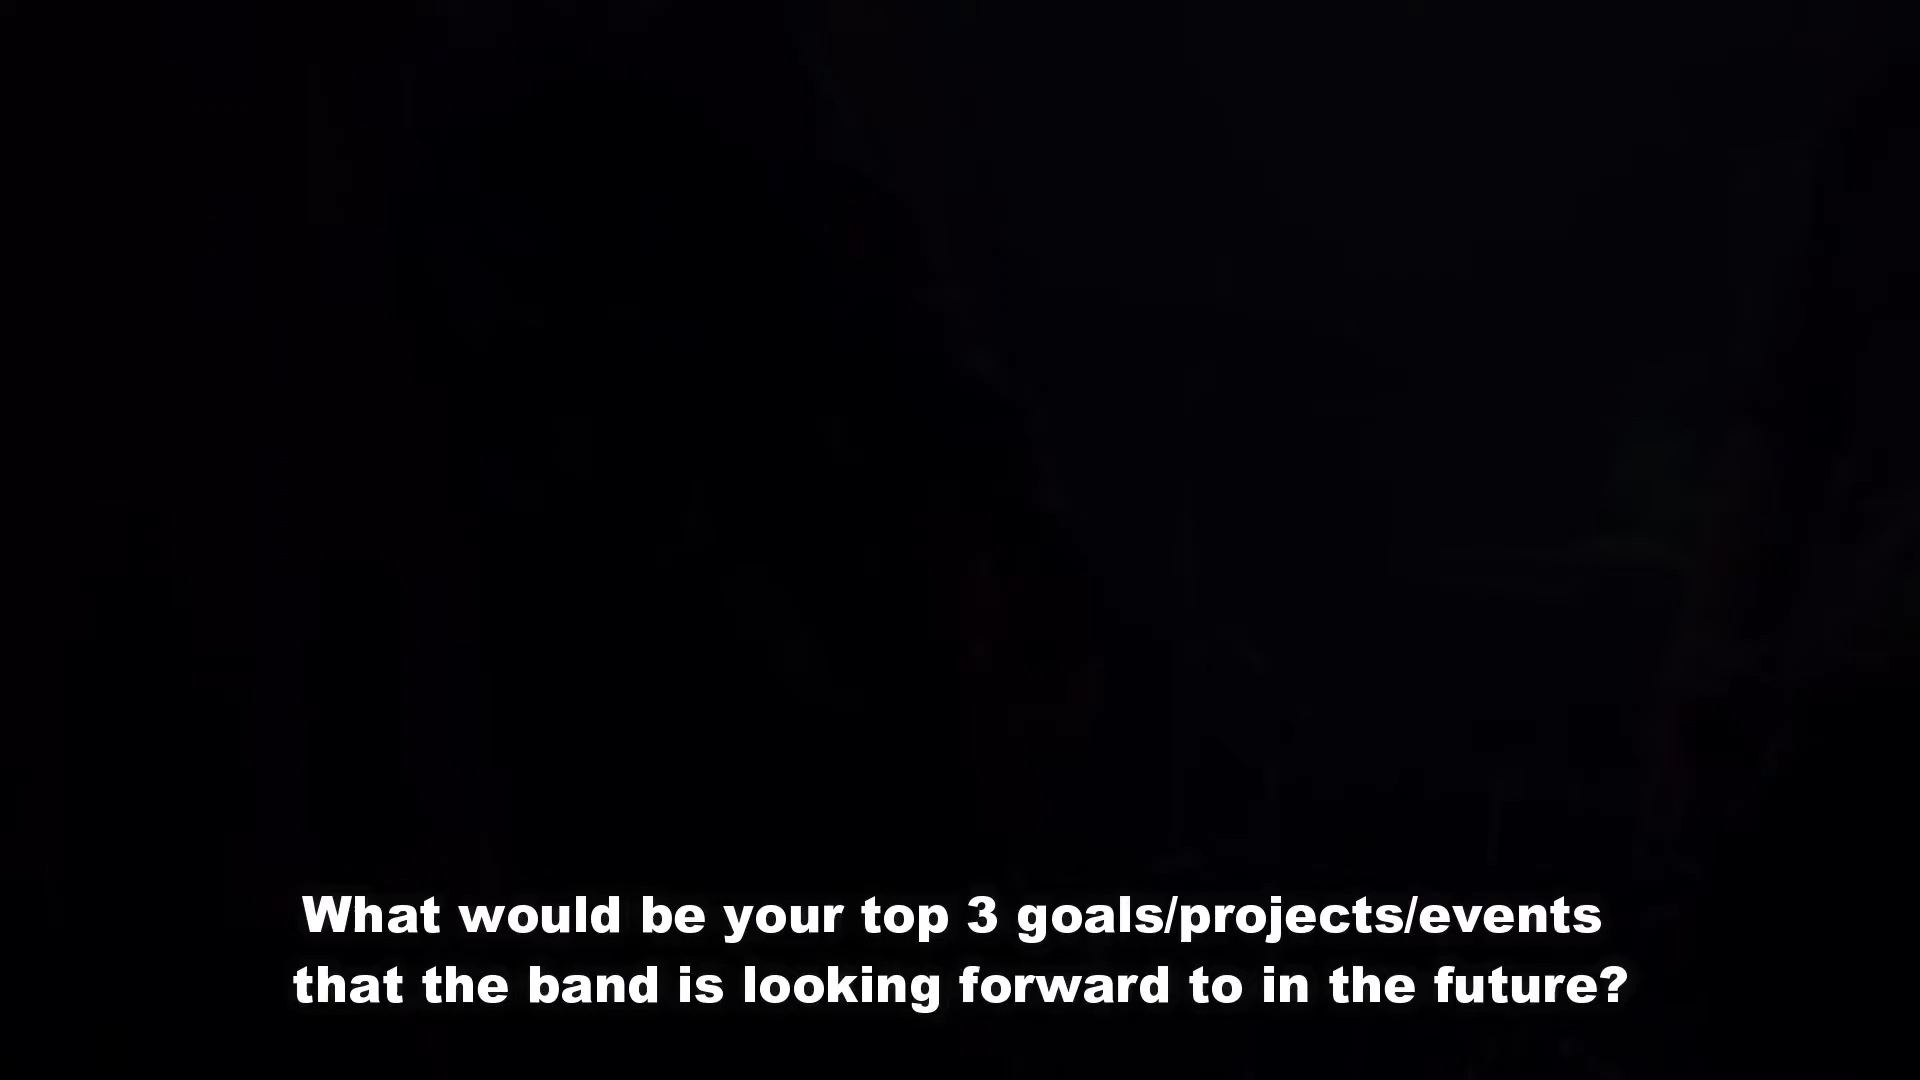 What would be your top 3 goals/projects/events
that the band is looking forward to in the future?